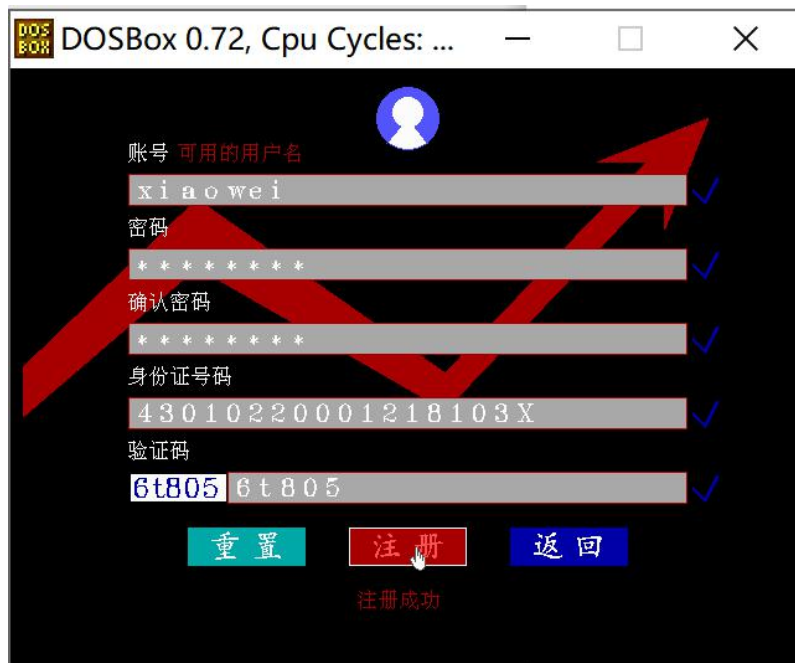 DOSBox 0.72, Cpu Cycles: ...
账号 可用的用户名
xiaowei
密码
********
确认密码
********
身份证号码
43010220001218103X
验证码
6t805 6t805
重置 注册 返回
注册成功